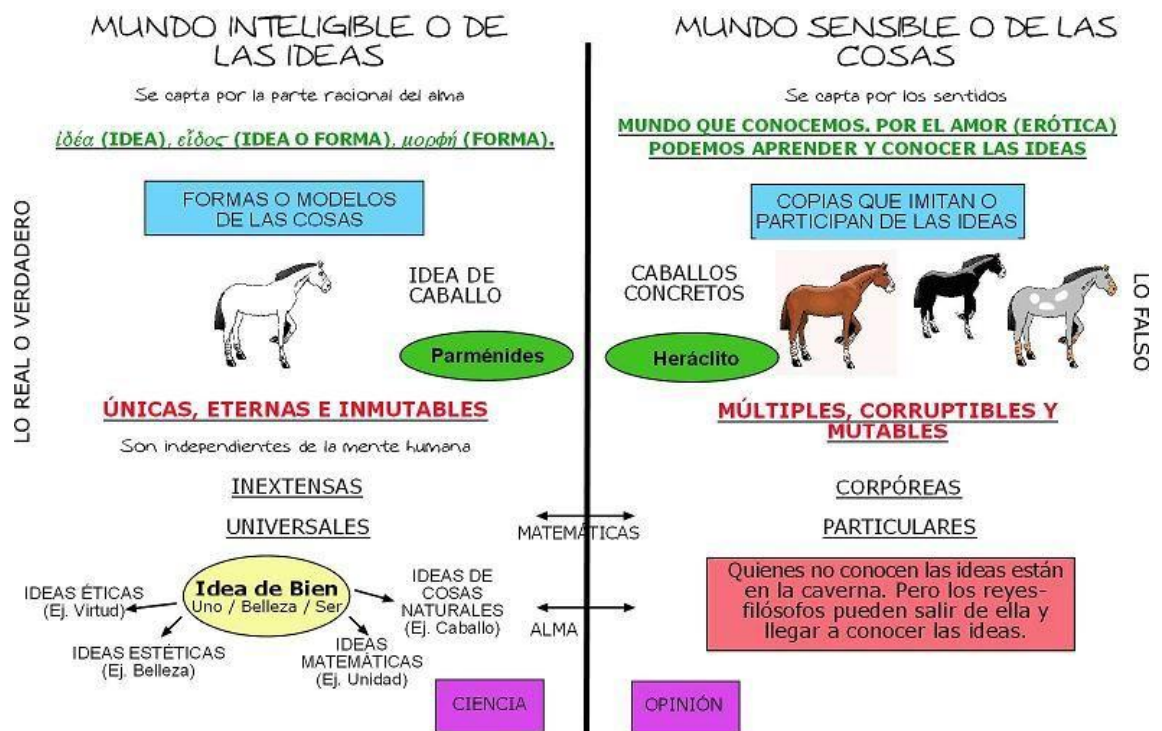 MUNDO INTELIGIBLE O DE
LAS IDEAS
Se capta por la parte racional del alma
ἰδέα (IDEA), εἶδος (IDEA O FORMA), μορφή (FORMA).
FORMAS O MODELOS
DE LAS COSAS
LO REAL O VERDADERO
IDEA DE
CABALLO
Parménides
ÚNICAS, ETERNAS E INMUTABLES
Son independientes de la mente humana
INEXTENSAS
UNIVERSALES
Idea de Bien
Uno / Belleza / Ser
IDEAS ÉTICAS
(Ej. Virtud)
IDEAS ESTÉTICAS
(Ej. Belleza)
IDEAS
MATEMÁTICAS
(Ej. Unidad)
IDEAS DE
COSAS
NATURALES
(Ej. Caballo)
CIENCIA
MATEMÁTICAS
ALMA
MUNDO SENSIBLE O DE LAS
COSAS
Se capta por los sentidos
MUNDO QUE CONOCEMOS. POR EL AMOR (ERÓTICA)
PODEMOS APRENDER Y CONOCER LAS IDEAS
COPIAS QUE IMITAN O
PARTICIPAN DE LAS IDEAS
CABALLOS
CONCRETOS
Heráclito
LO FALSO
MÚLTIPLES, CORRUPTIBLES Y
MUTABLES
CORPÓREAS
PARTICULARES
Quienes no conocen las ideas están
en la caverna. Pero los reyes-
filósofos pueden salir de ella y
llegar a conocer las ideas.
OPINIÓN